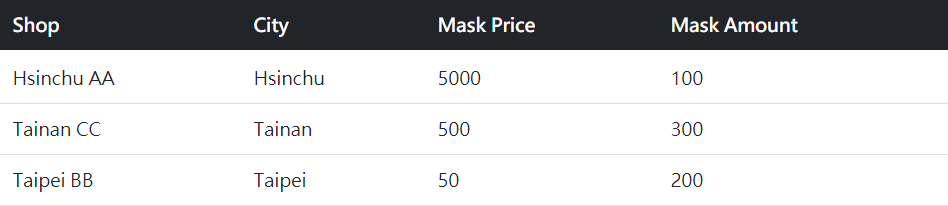 Shop City Mask Price Mask Amount
Hsinchu AA Hsinchu 5000 100
Tainan CC Tainan 500 300
Taipei BB Taipei 50 200